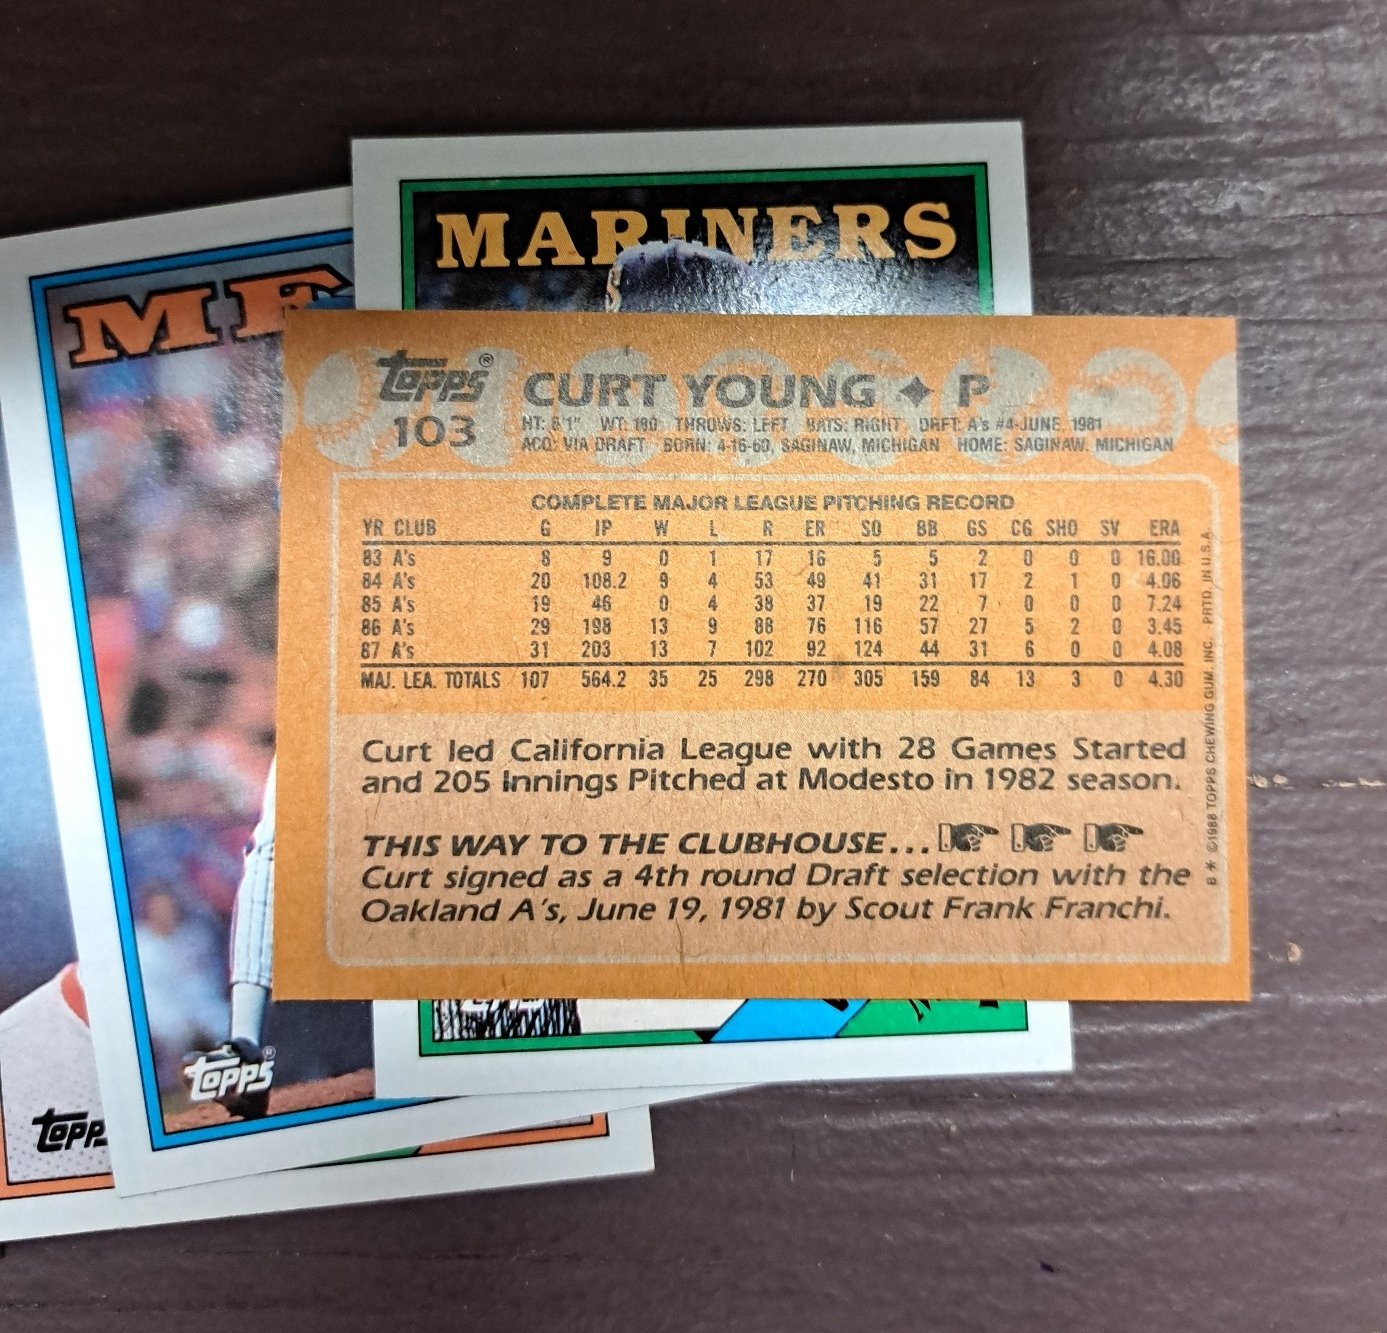 MARINERS
ME
topps® CURT YOUNG ♦ P
103 HT: 6'1" WT: 180 THROWS: LEFT BATS: RIGHT DRFT: A's #4-JUNE, 1981
ACQ: VIA DRAFT BORN: 4-16-60, SAGINAW, MICHIGAN HOME: SAGINAW, MICHIGAN
COMPLETE MAJOR LEAGUE PITCHING RECORD
YR CLUB G IP W L R ER SO BB GS CG SHO SV ERA
83 A's 8 9 0 1 17 16 5 5 2 0 0 0 16.00
84 A's 20 108.2 9 4 53 49 41 31 17 2 1 0 4.06
85 A's 19 46 0 4 38 37 19 22 7 0 0 0 7.24
86 A's 29 198 13 9 88 76 116 57 27 5 2 0 3.45
87 A's 31 203 13 7 102 92 124 44 31 6 0 0 4.08
MAJ. LEA. TOTALS 107 564.2 35 25 298 270 305 159 84 13 3 0 4.30
Curt led California League with 28 Games Started
and 205 Innings Pitched at Modesto in 1982 season.
THIS WAY TO THE CLUBHOUSE...
Curt signed as a 4th round Draft selection with the
Oakland A's, June 19, 1981 by Scout Frank Franchi.
B * ©1988 TOPPS CHEWING GUM, INC. PRTD. IN U.S.A.
topps®
topps